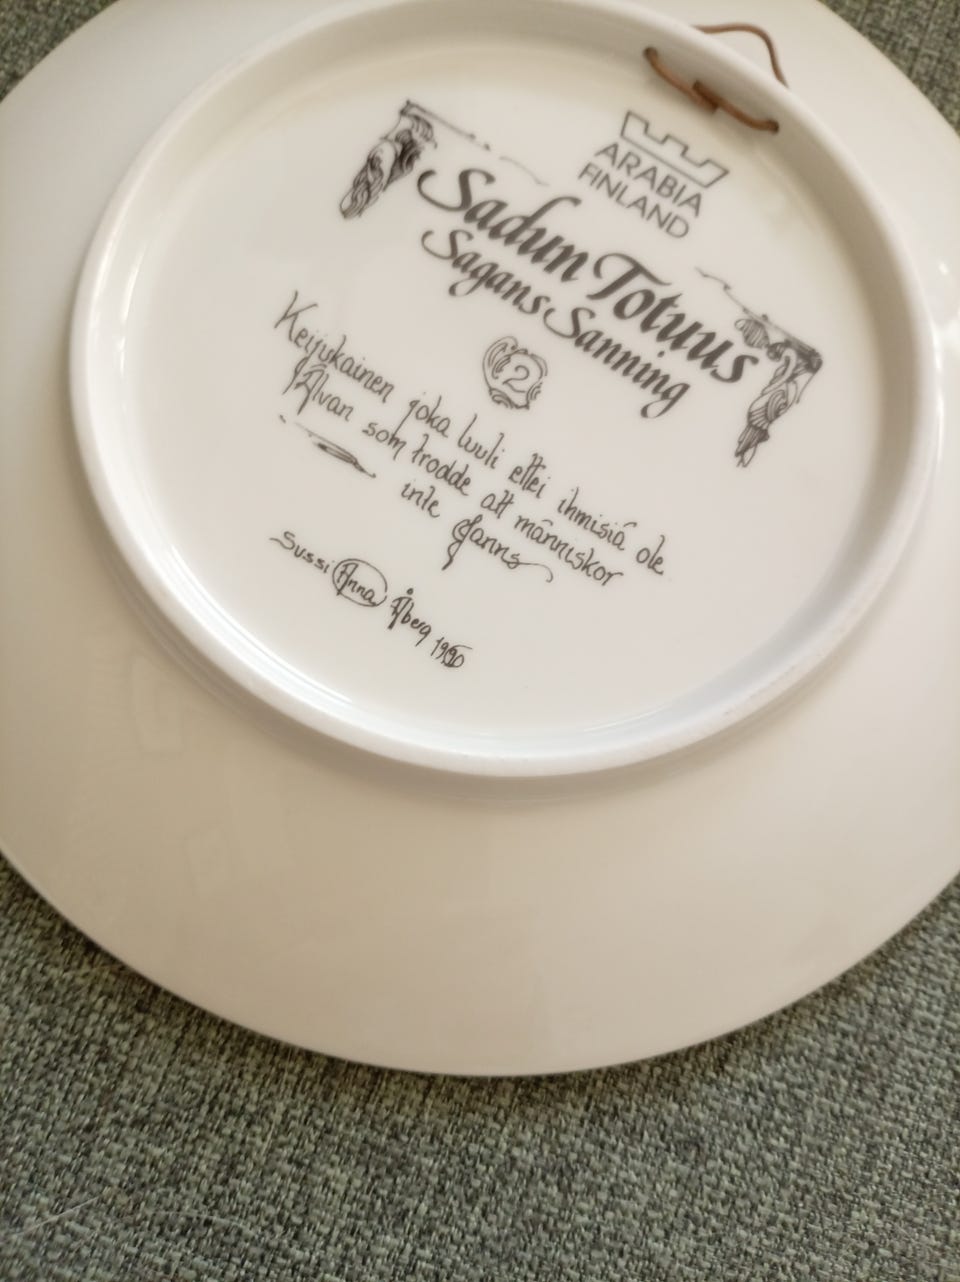 ARABIA
FINLAND
Sadun Totuus
Sagans Sanning
2
Keijukainen joka luuli ettei ihmisiä ole
Älvan som trodde att människor
inte fanns
Sussi Anna Åberg 1990